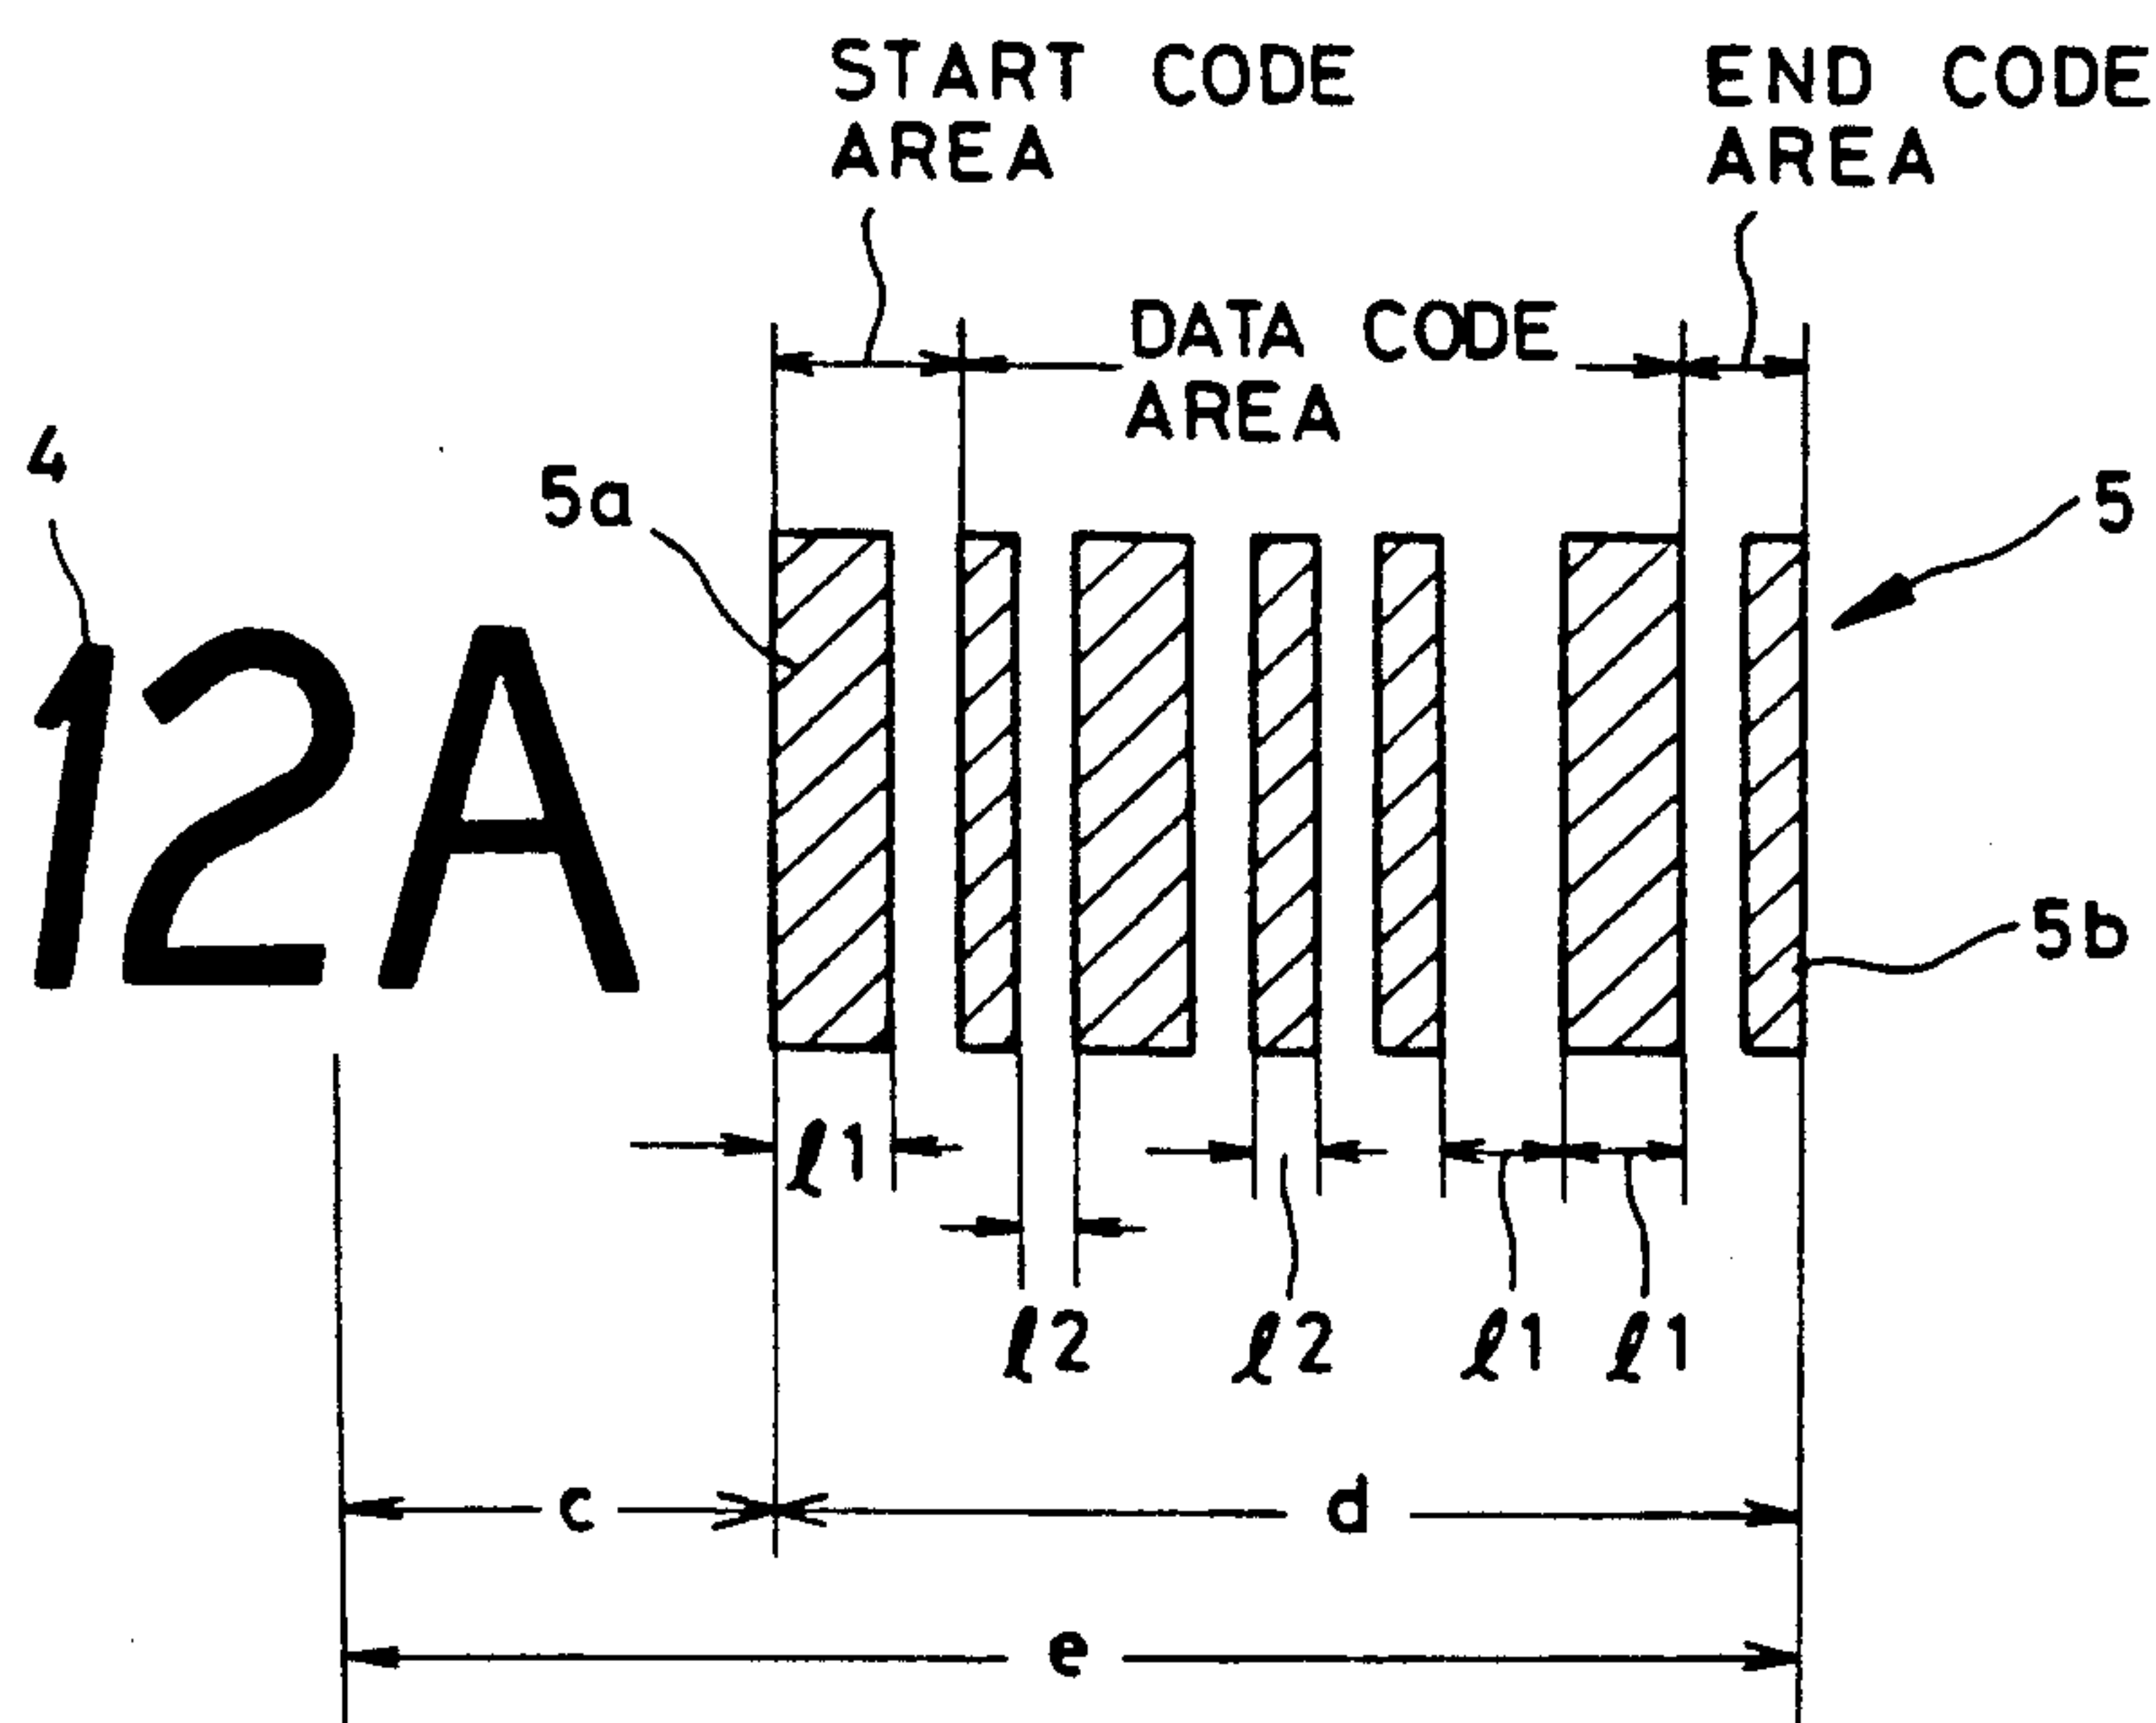 START CODE
AREA
END CODE
AREA
DATA CODE
AREA
4
5a
5
12A
5b
ℓ1
ℓ2
ℓ2
ℓ1
ℓ1
c
d
e